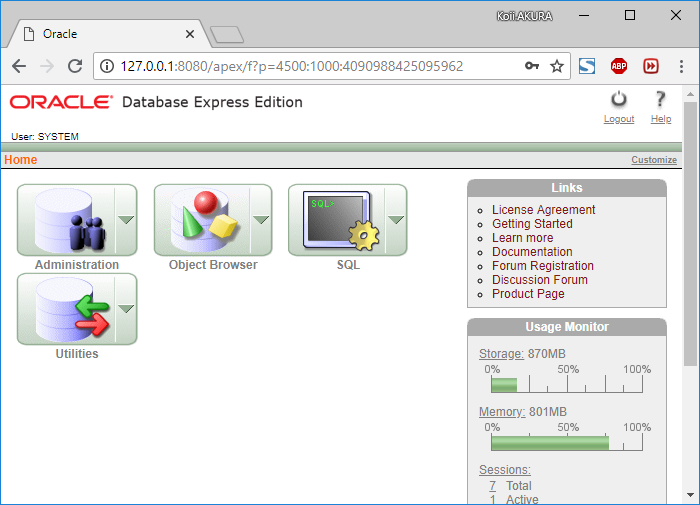 Koii.AKURA
Oracle
127.0.0.1:8080/apex/f?p=4500:1000:4090988425095962
S
ABP
ORACLE® Database Express Edition
Logout
Help
User: SYSTEM
Home
Customize
SQL>
Administration
Object Browser
SQL
Utilities
Links
License Agreement
Getting Started
Learn more
Documentation
Forum Registration
Discussion Forum
Product Page
Usage Monitor
Storage: 870MB
0% 50% 100%
Memory: 801MB
0% 50% 100%
Sessions:
7 Total
1 Active